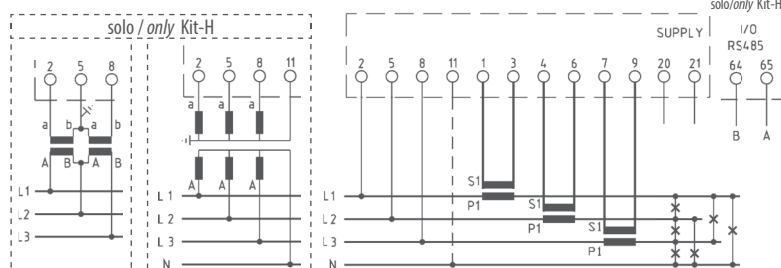 solo/only Kit-H
solo / only Kit-H
SUPPLY
I/O
RS485
2 5 8
2 5 8 11
2 5 8 11 1 3 4 6 7 9 20 21
64 65
a b a b
A B A B
a a a
A A A
B A
L1
L2
L3
L1
L2
L3
N
L1
L2
L3
N
S1
P1
S1
P1
S1
P1